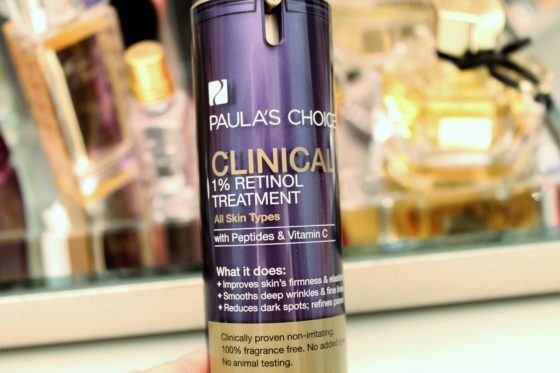 PAULA'S CHOICE
CLINICAL
1% RETINOL
TREATMENT
All Skin Types
with Peptides & Vitamin C
What it does:
+ Improves skin's firmness &
+ Smooths deep wrinkles & fine
+ Reduces dark spots; refines
Clinically proven non-irritating.
100% fragrance free. No added
No animal testing.